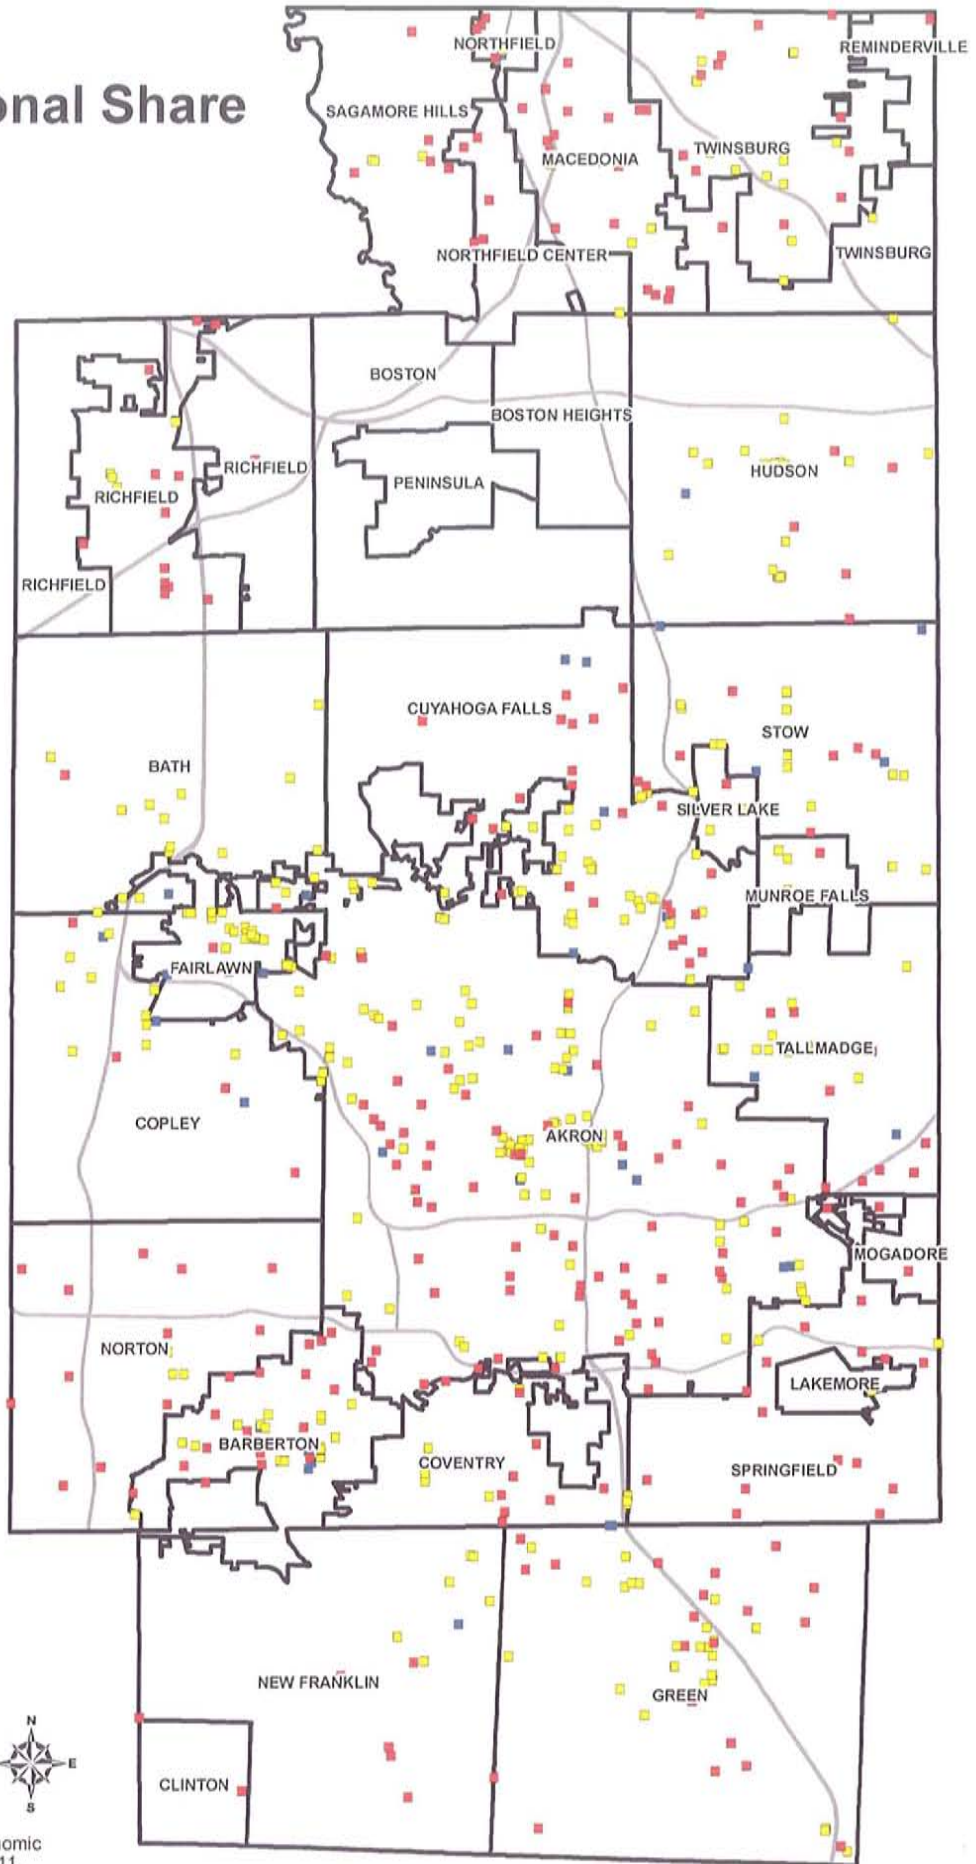 onal Share
NORTHFIELD
REMINDERVILLE
SAGAMORE HILLS
TWINSBURG
MACEDONIA
NORTHFIELD CENTER
TWINSBURG
BOSTON
BOSTON HEIGHTS
RICHFIELD
HUDSON
PENINSULA
RICHFIELD
RICHFIELD
CUYAHOGA FALLS
STOW
BATH
SILVER LAKE
MUNROE FALLS
FAIRLAWN
TALLMADGE
COPLEY
AKRON
MOGADORE
NORTON
LAKEMORE
BARBERTON
COVENTRY
SPRINGFIELD
NEW FRANKLIN
GREEN
N
E
S
CLINTON
nomic
11